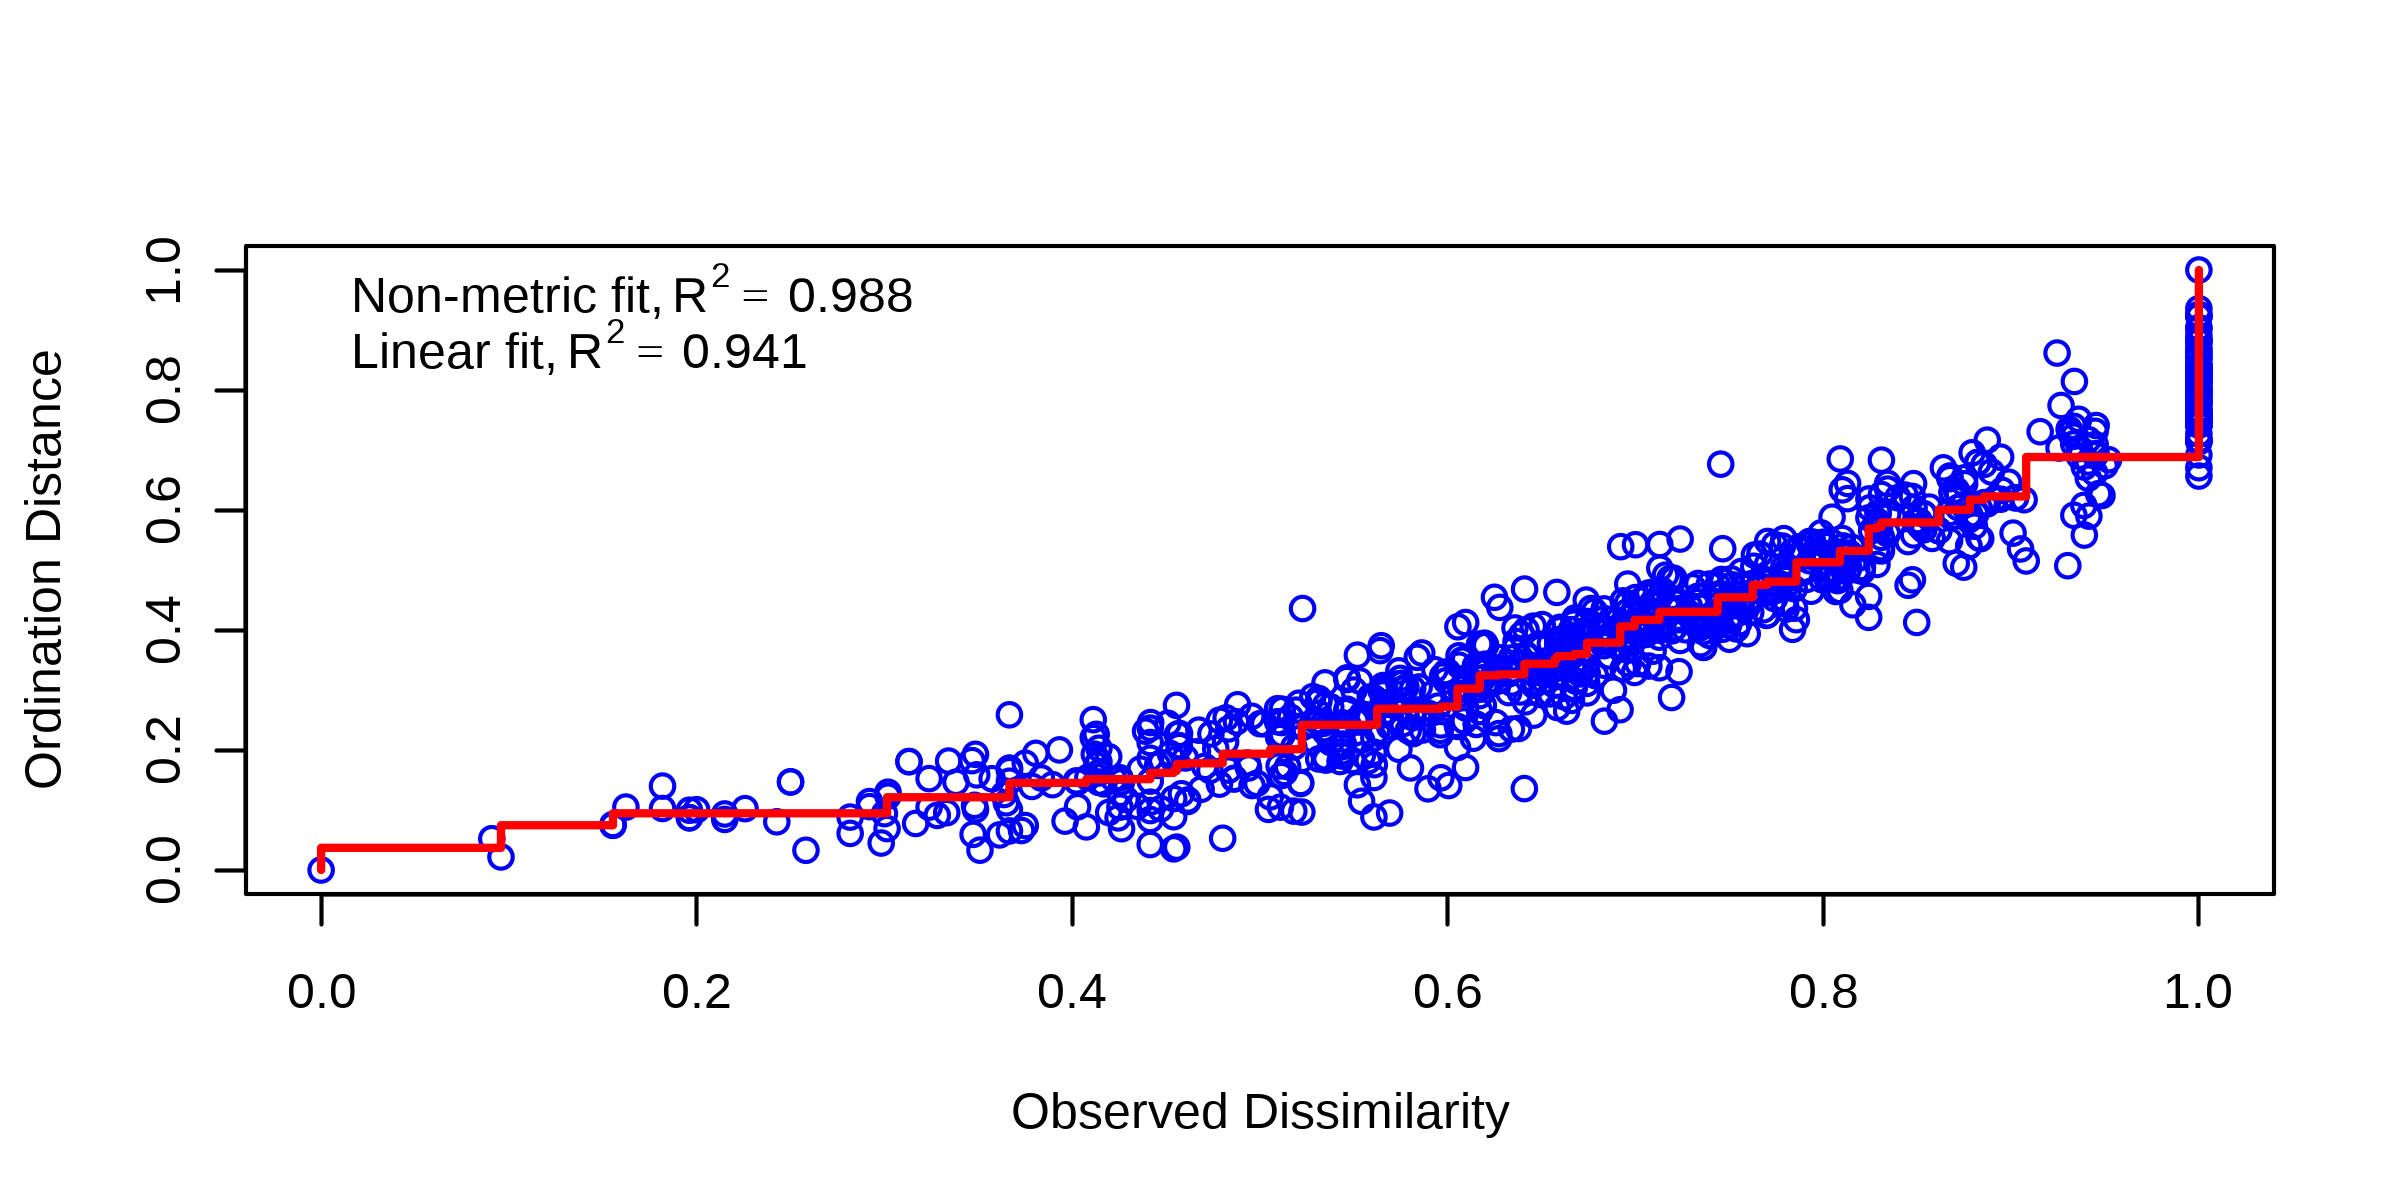 Non-metric fit, R² = 0.988
Linear fit, R² = 0.941
Ordination Distance
1.0
0.8
0.6
0.4
0.2
0.0
0.0 0.2 0.4 0.6 0.8 1.0
Observed Dissimilarity